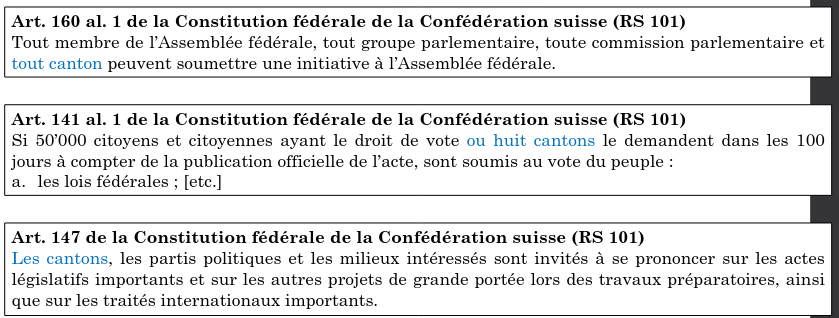 Art. 160 al. 1 de la Constitution fédérale de la Confédération suisse (RS 101)
Tout membre de l’Assemblée fédérale, tout groupe parlementaire, toute commission parlementaire et
tout canton peuvent soumettre une initiative à l’Assemblée fédérale.
Art. 141 al. 1 de la Constitution fédérale de la Confédération suisse (RS 101)
Si 50’000 citoyens et citoyennes ayant le droit de vote ou huit cantons le demandent dans les 100
jours à compter de la publication officielle de l’acte, sont soumis au vote du peuple :
a. les lois fédérales ; [etc.]
Art. 147 de la Constitution fédérale de la Confédération suisse (RS 101)
Les cantons, les partis politiques et les milieux intéressés sont invités à se prononcer sur les actes
législatifs importants et sur les autres projets de grande portée lors des travaux préparatoires, ainsi
que sur les traités internationaux importants.